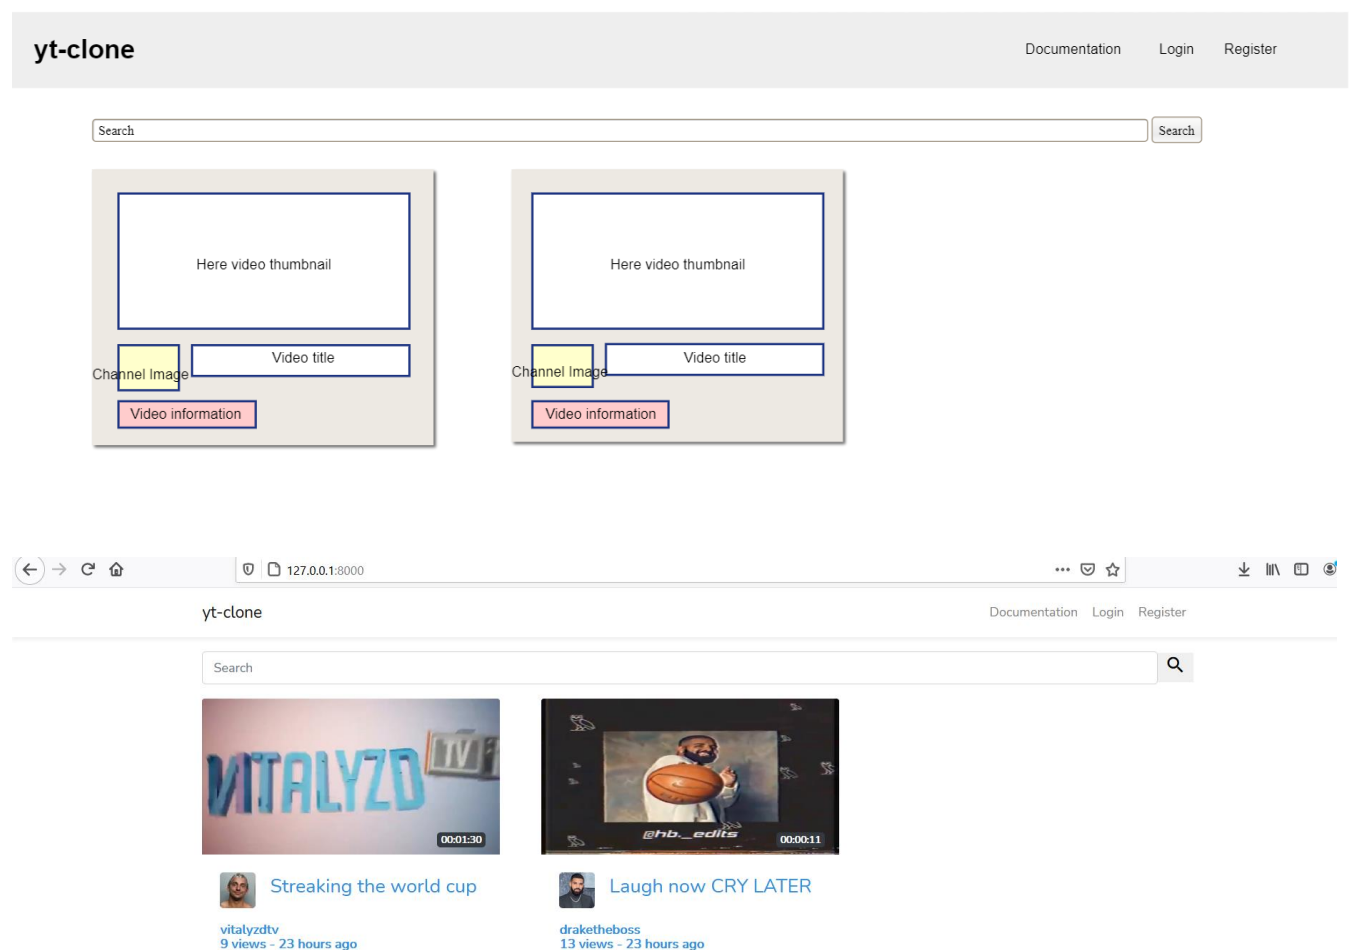 yt-clone Documentation Login Register
Search Search
Here video thumbnail Here video thumbnail
Video title Video title
Channel Image Channel Image
Video information Video information
127.0.0.1:8000
yt-clone Documentation Login Register
Search
VITALYZD TV
00:01:30
@hb._edits
00:00:11
Streaking the world cup Laugh now CRY LATER
vitalyzdtv draketheboss
9 views - 23 hours ago 13 views - 23 hours ago